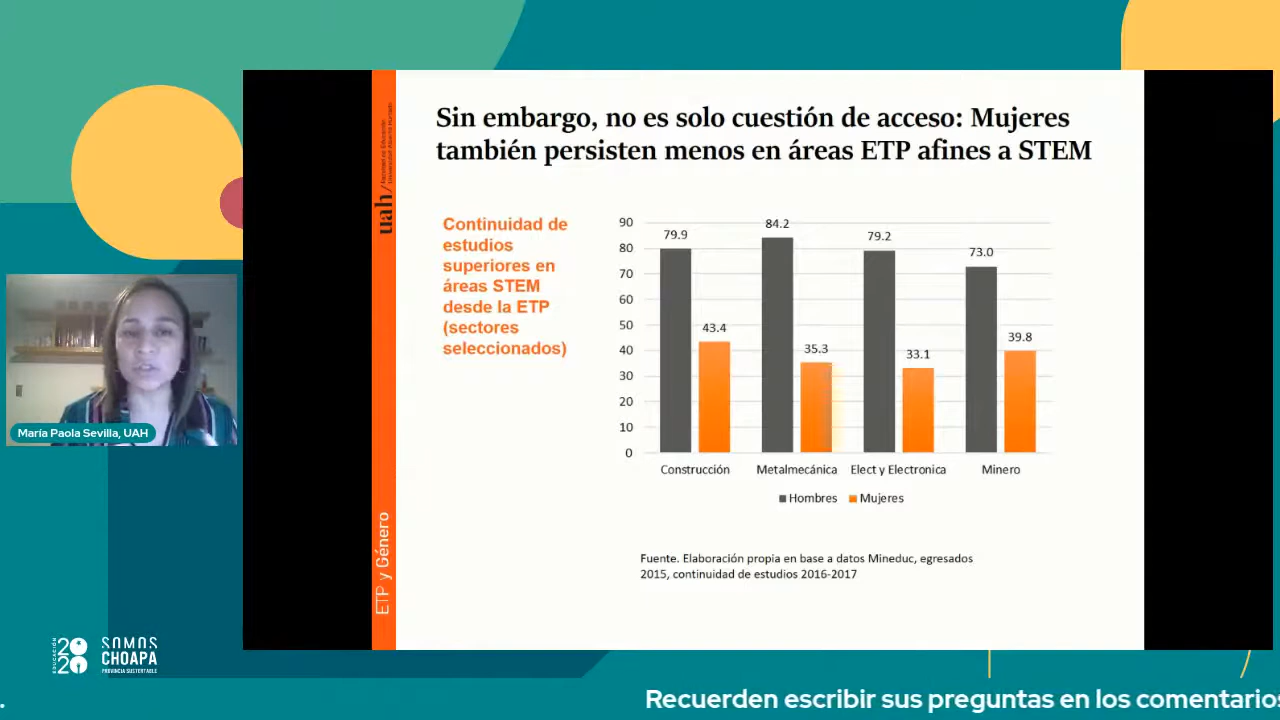 Sin embargo, no es solo cuestión de acceso: Mujeres
también persisten menos en áreas ETP afines a STEM
uah/
Facultad de Educación
Universidad Alberto Hurtado
Continuidad de
estudios
superiores en
áreas STEM
desde la ETP
(sectores
seleccionados)
90
80
70
60
50
40
30
20
10
0
79.9
43.4
84.2
35.3
79.2
33.1
73.0
39.8
Construcción
Metalmecánica
Elect y Electronica
Minero
Hombres
Mujeres
Fuente. Elaboración propia en base a datos Mineduc, egresados
2015, continuidad de estudios 2016-2017
ETP y Género
María Paola Sevilla, UAH
EDUCACIÓN
20
20
SOMOS
CHOAPA
PROVINCIA SUSTENTABLE
. Recuerden escribir sus preguntas en los comentarios